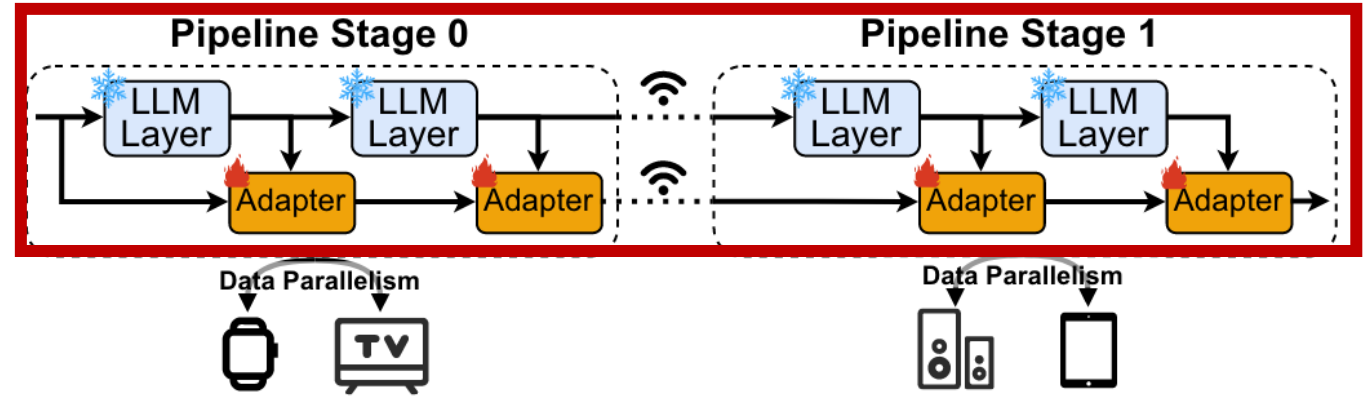 Pipeline Stage 0
Pipeline Stage 1
LLM
Layer
LLM
Layer
LLM
Layer
LLM
Layer
Adapter
Adapter
Adapter
Adapter
Data Parallelism
Data Parallelism
TV